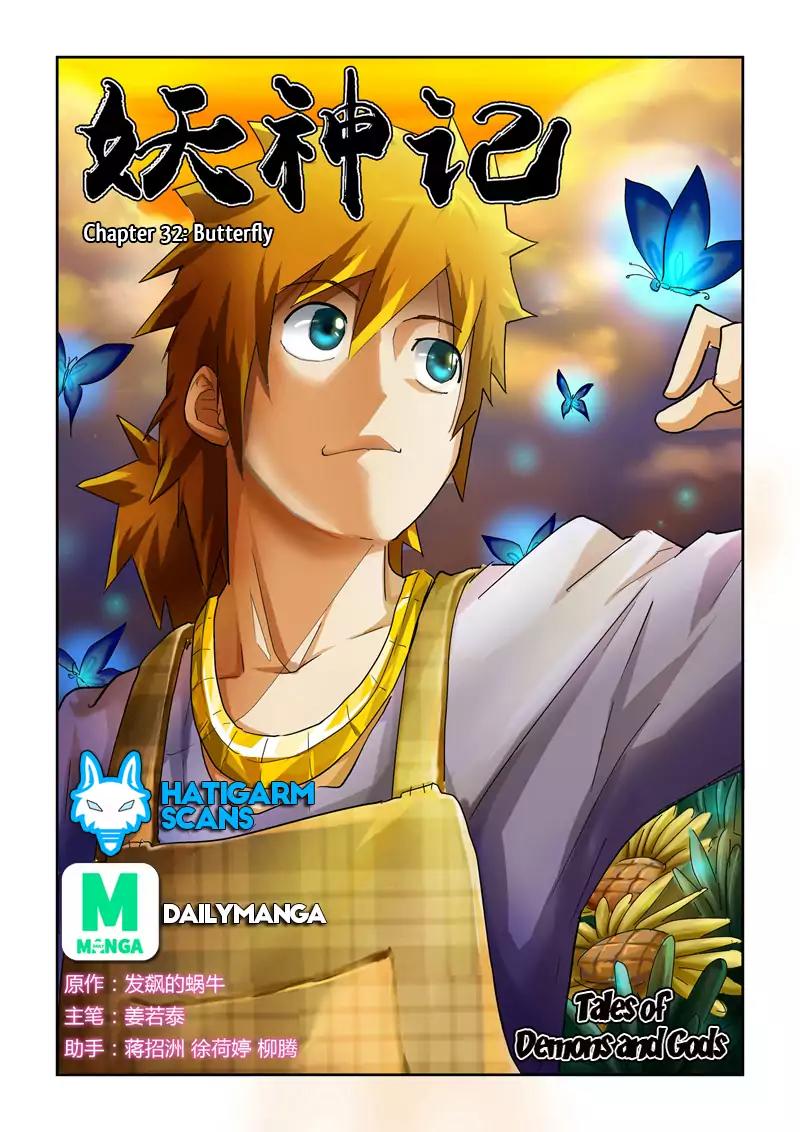 妖神记
Chapter 32: Butterfly
HATIGARM
SCANS
M
MANGA
DAILYMANGA
原作：发飙的蜗牛
主笔：姜若泰
助手：蒋招洲 徐荷婷 柳腾
Tales of
Demons and Gods